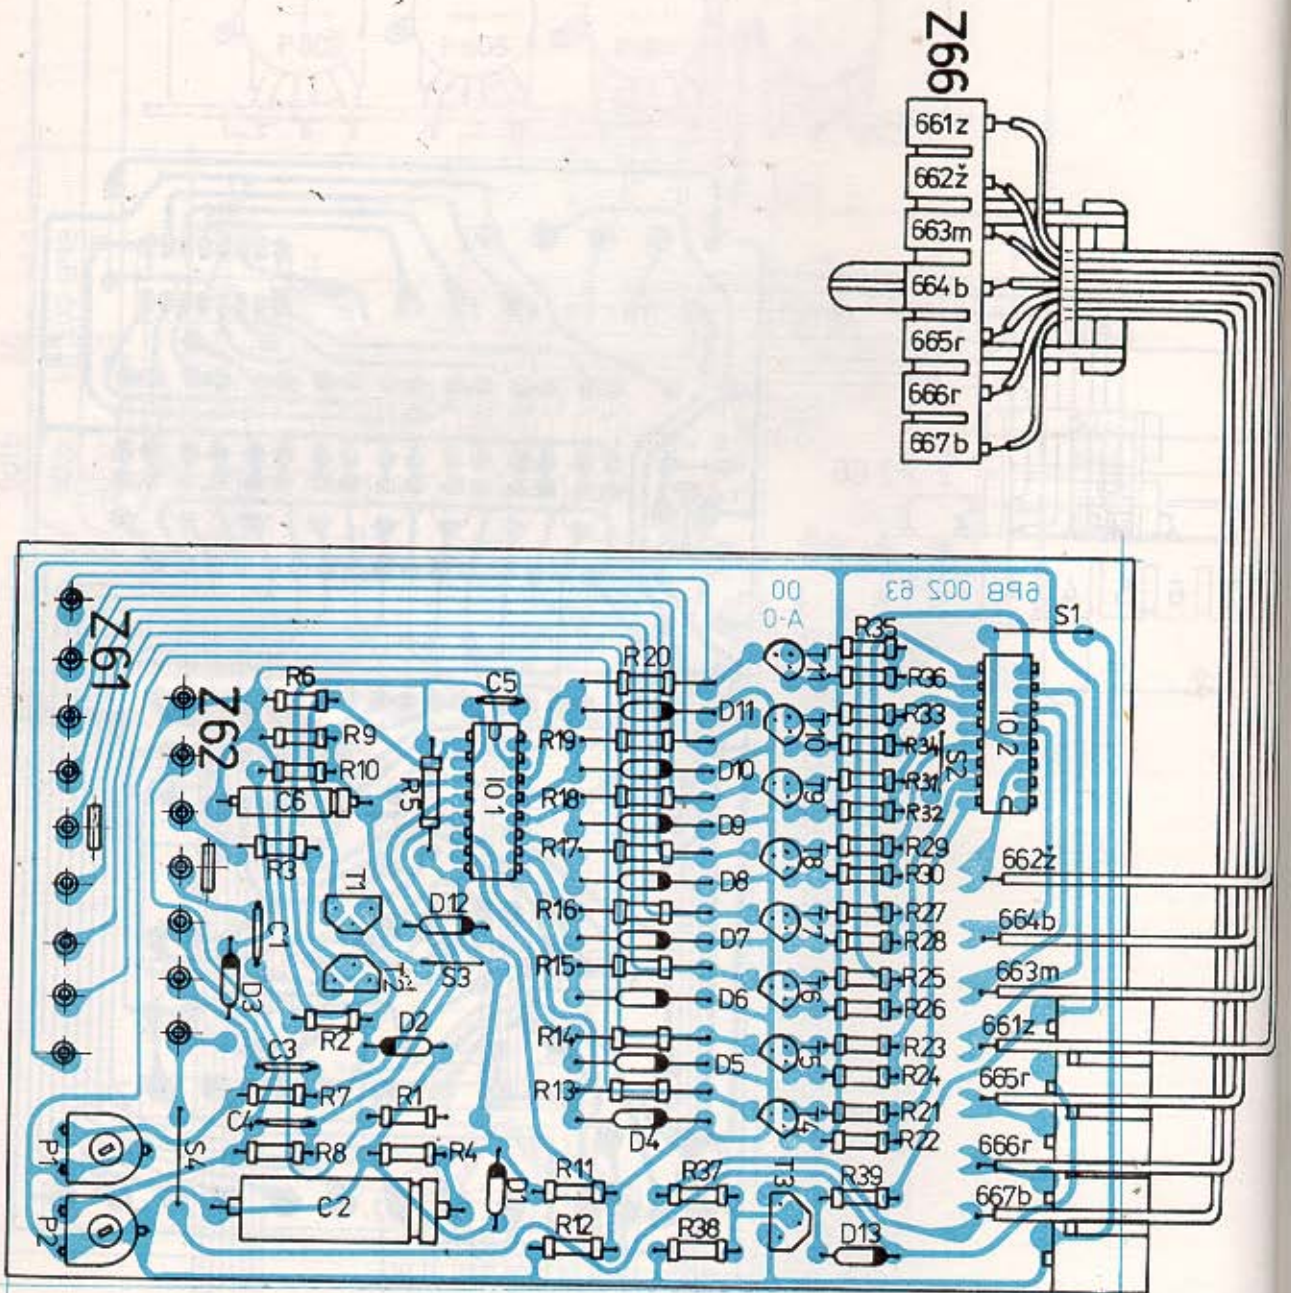 Z66
661z
662ž
663m
664b
665r
666r
667b
6PB 002 63
00
A-0
S1
Z61
Z62
R6
R9
R10
C6
R3
R5
C5
IO1
T1
D12
C1
D3
T2
S3
R2
D2
C3
R7
C4
R8
R1
R4
S4
P1
P2
C2
D1
R11
R12
R37
R38
T3
R39
D13
R20
D11
R19
D10
R18
D9
R17
D8
R16
D7
R15
D6
R14
D5
R13
D4
T11
T10
T9
T8
T7
T6
T5
T4
R35
R36
R33
R34
R31
R32
R29
R30
R27
R28
R25
R26
R23
R24
R21
R22
S2
IO2
662ž
664b
663m
661z
665r
666r
667b